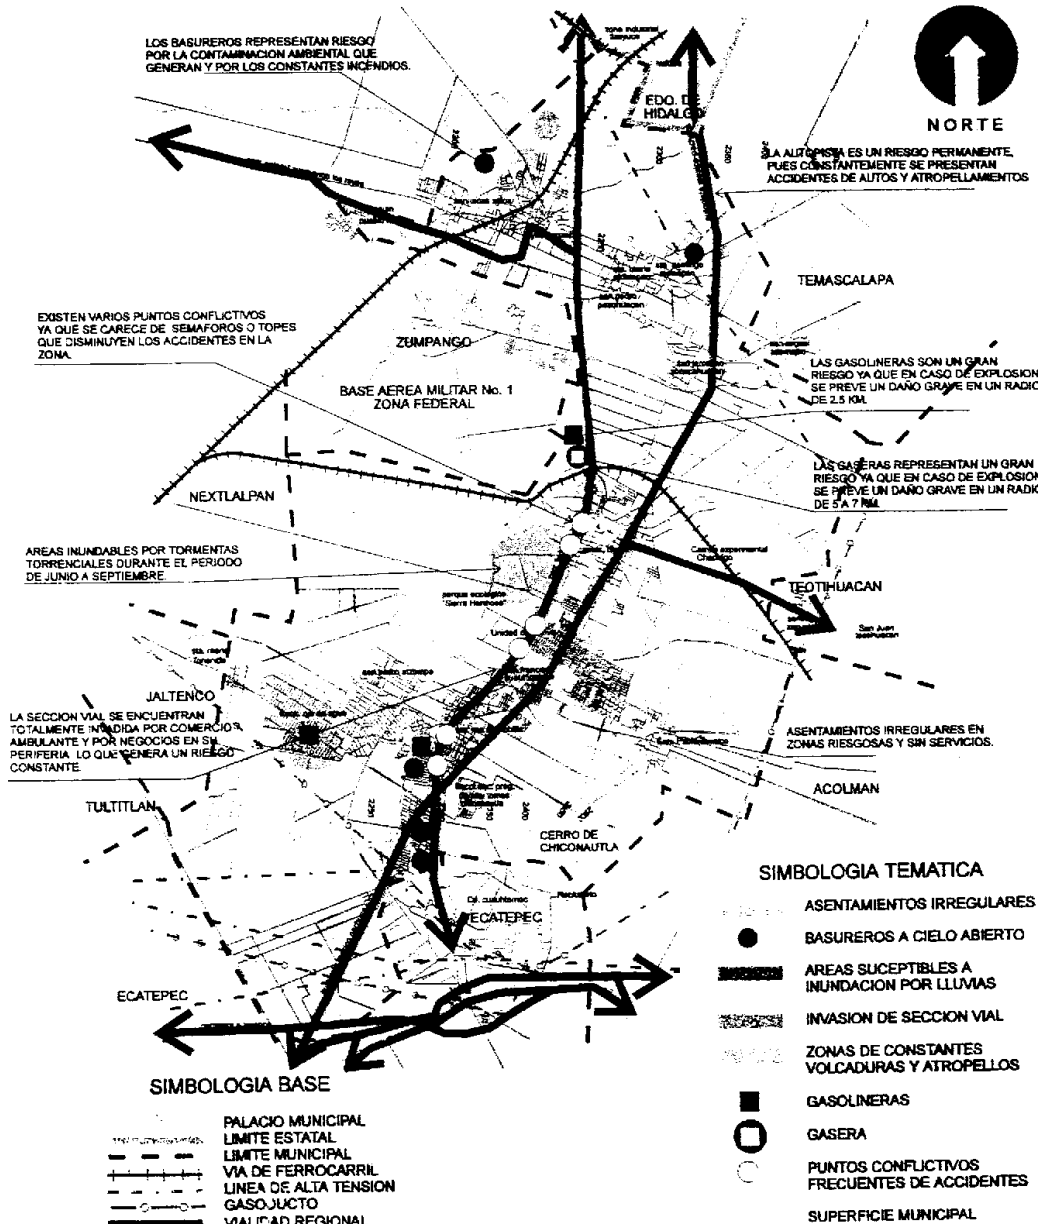 LOS BASUREROS REPRESENTAN RIESGO
POR LA CONTAMINACION AMBIENTAL QUE
GENERAN Y POR LOS CONSTANTES INCENDIOS.
NORTE
EDO. DE
HIDALGO
LA AUTOPISTA ES UN RIESGO PERMANENTE,
PUES CONSTANTEMENTE SE PRESENTAN
ACCIDENTES DE AUTOS Y ATROPELLAMIENTOS
TEMASCALAPA
EXISTEN VARIOS PUNTOS CONFLICTIVOS
YA QUE SE CARECE DE SEMAFOROS O TOPES
QUE DISMINUYEN LOS ACCIDENTES EN LA
ZONA.
ZUMPANGO
BASE AEREA MILITAR No. 1
ZONA FEDERAL
LAS GASOLINERAS SON UN GRAN
RIESGO YA QUE EN CASO DE EXPLOSION
SE PREVE UN DAÑO GRAVE EN UN RADIO
DE 2.5 KM.
LAS GASERAS REPRESENTAN UN GRAN
RIESGO YA QUE EN CASO DE EXPLOSION
SE PREVE UN DAÑO GRAVE EN UN RADIO
DE 5 A 7 KM.
NEXTLALPAN
AREAS INUNDABLES POR TORMENTAS
TORRENCIALES DURANTE EL PERIODO
DE JUNIO A SEPTIEMBRE.
parque ecologico
"Sierra Hermosa"
TEOTIHUACAN
San Juan
JALTENCO
LA SECCION VIAL SE ENCUENTRAN
TOTALMENTE INVADIDA POR COMERCIOS
AMBULANTE Y POR NEGOCIOS EN SU
PERIFERIA LO QUE GENERA UN RIESGO
CONSTANTE.
ASENTAMIENTOS IRREGULARES EN
ZONAS RIESGOSAS Y SIN SERVICIOS.
ACOLMAN
TULTITLAN
CERRO DE
CHICONAUTLA
ECATEPEC
ECATEPEC
SIMBOLOGIA TEMATICA
ASENTAMIENTOS IRREGULARES
BASUREROS A CIELO ABIERTO
AREAS SUCEPTIBLES A
INUNDACION POR LLUVIAS
INVASION DE SECCION VIAL
ZONAS DE CONSTANTES
VOLCADURAS Y ATROPELLOS
GASOLINERAS
GASERA
PUNTOS CONFLICTIVOS
FRECUENTES DE ACCIDENTES
SUPERFICIE MUNICIPAL
SIMBOLOGIA BASE
PALACIO MUNICIPAL
LIMITE ESTATAL
LIMITE MUNICIPAL
VIA DE FERROCARRIL
LINEA DE ALTA TENSION
GASODUCTO
VIALIDAD REGIONAL